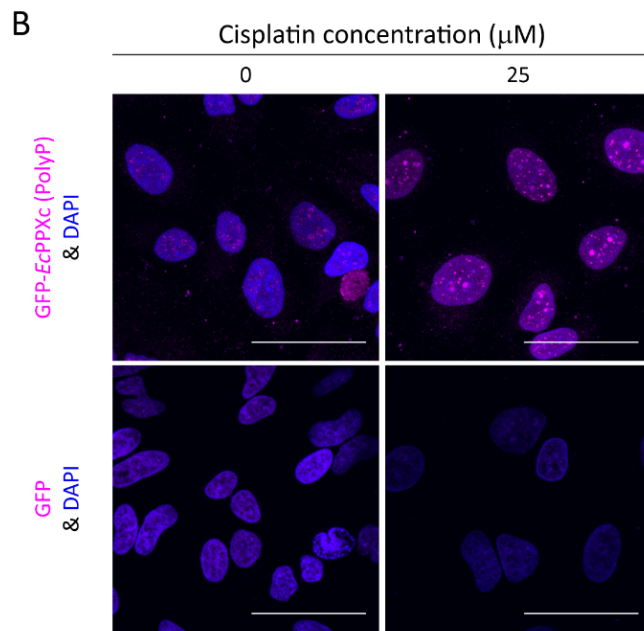 B
Cisplatin concentration (μM)
0
25
GFP-EcPPXc (PolyP)
& DAPI
GFP
& DAPI